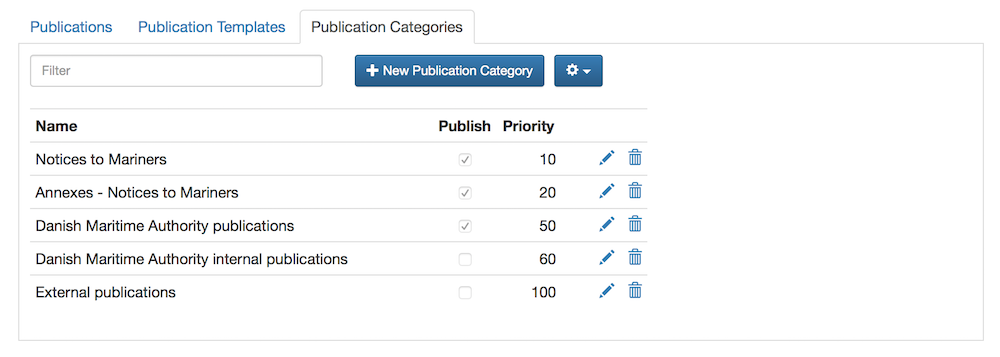 Publications Publication Templates Publication Categories
Filter New Publication Category
Name Publish Priority
Notices to Mariners 10
Annexes - Notices to Mariners 20
Danish Maritime Authority publications 50
Danish Maritime Authority internal publications 60
External publications 100